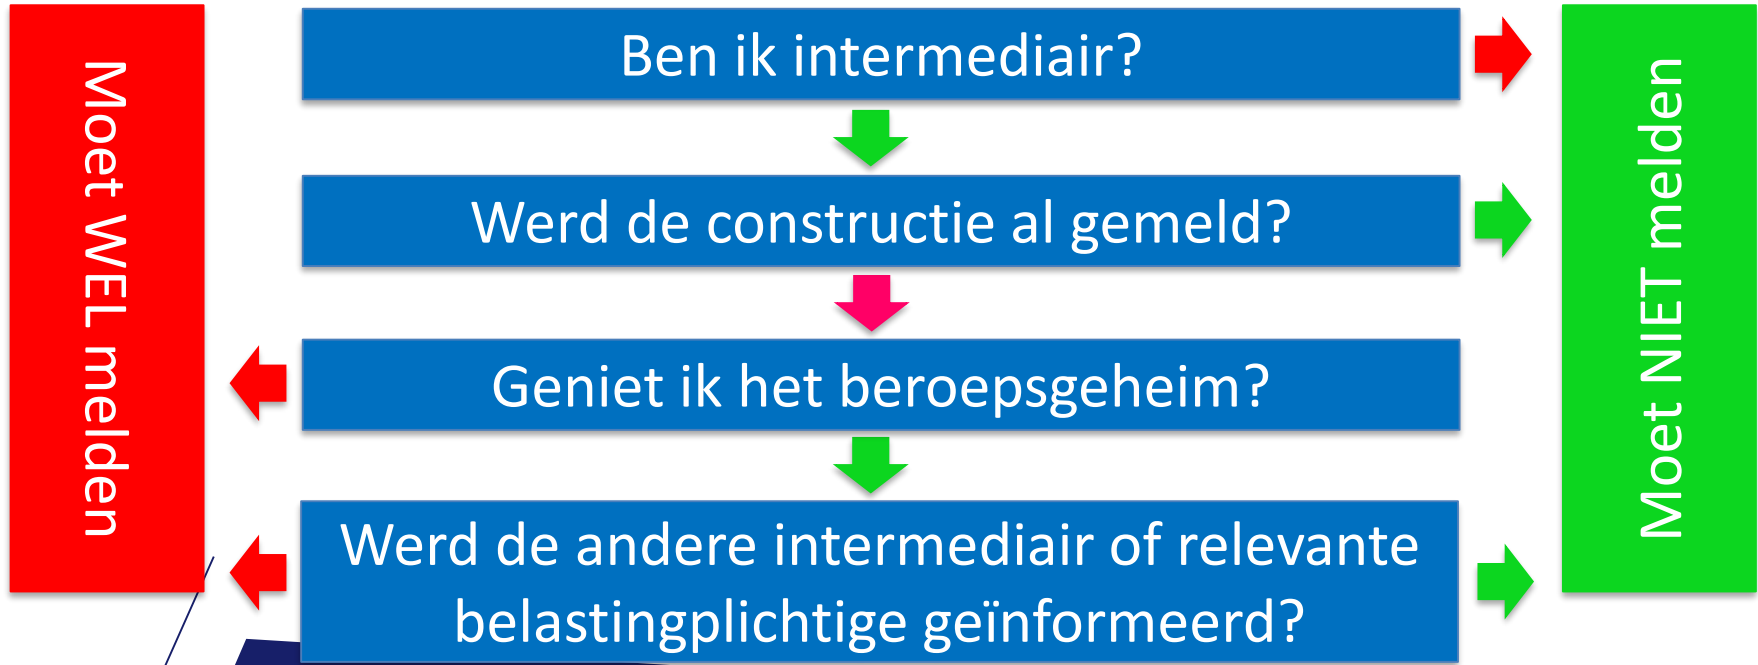 Moet WEL melden
Ben ik intermediair?
Werd de constructie al gemeld?
Geniet ik het beroepsgeheim?
Werd de andere intermediair of relevante
belastingplichtige geïnformeerd?
Moet NIET melden